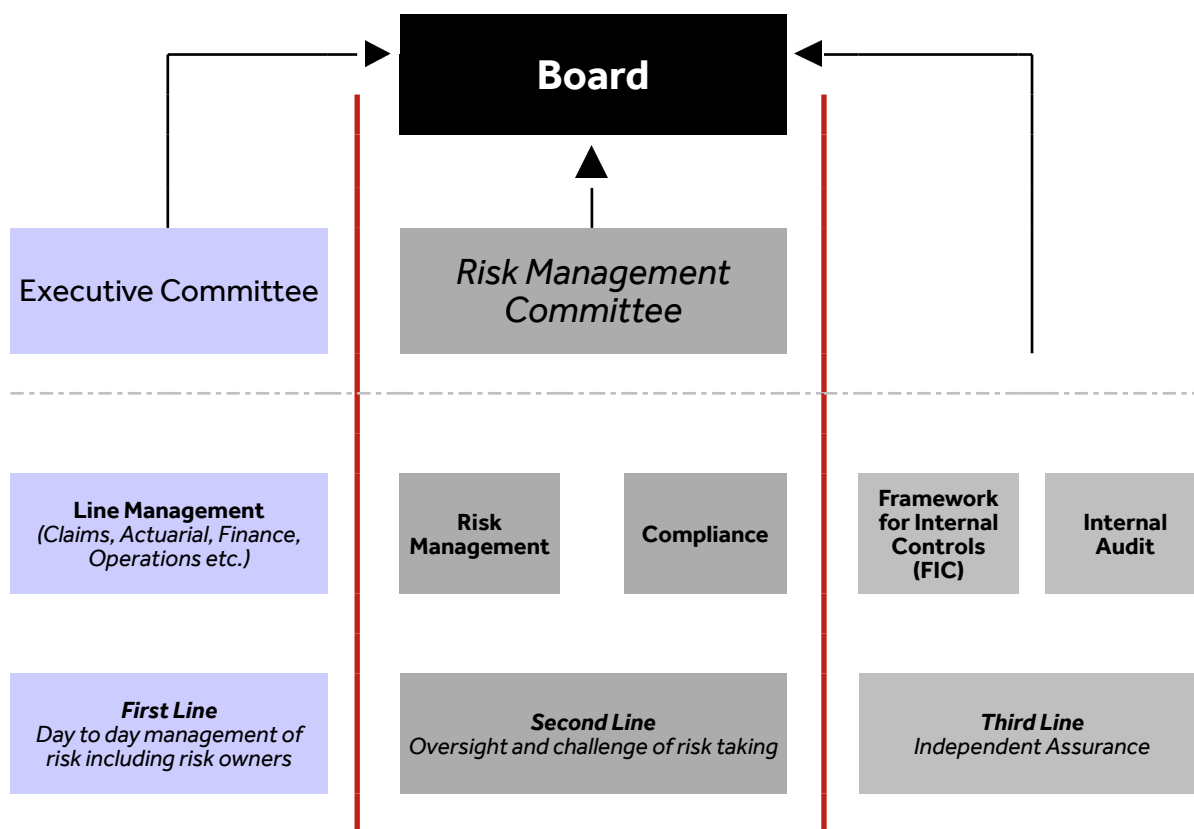 Board
Executive Committee
Risk Management
Committee
Line Management
(Claims, Actuarial, Finance,
Operations etc.)
Risk
Management
Compliance
Framework
for Internal
Controls
(FIC)
Internal
Audit
First Line
Day to day management of
risk including risk owners
Second Line
Oversight and challenge of risk taking
Third Line
Independent Assurance